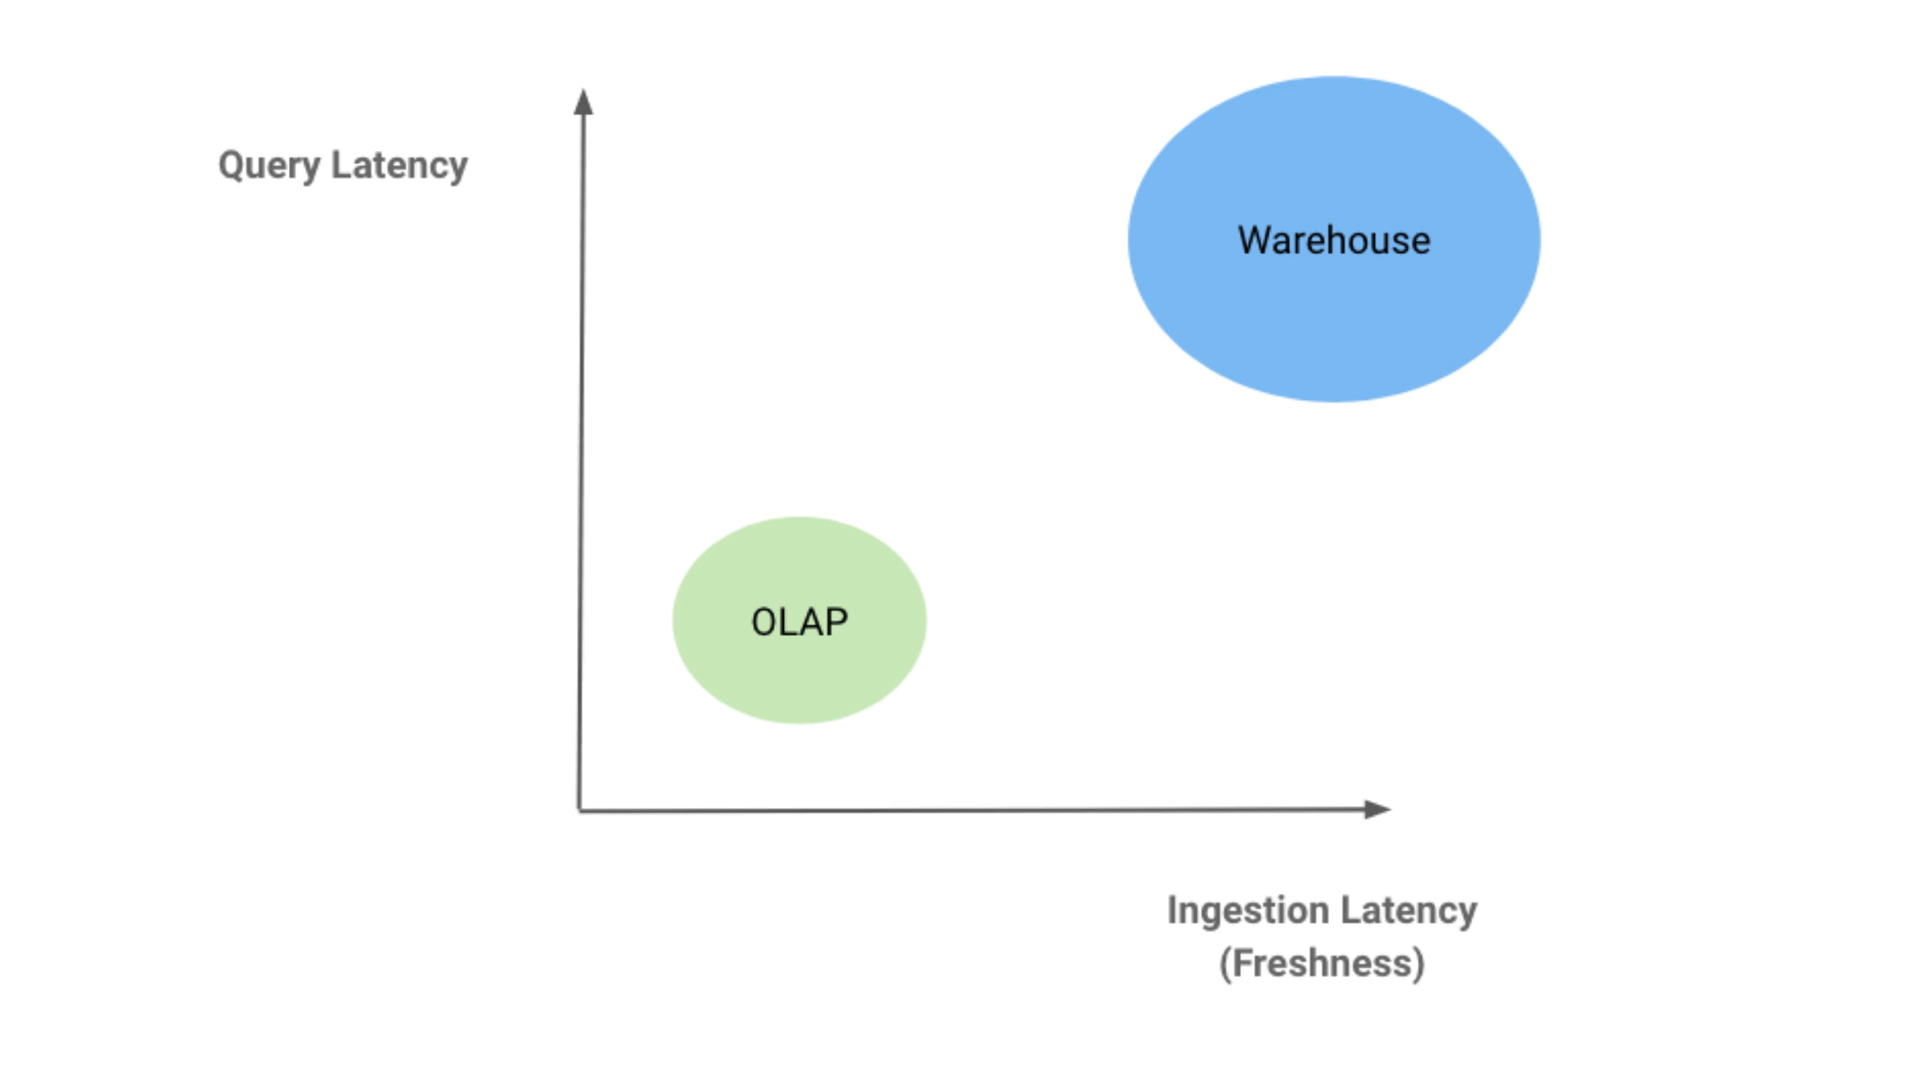 Query Latency
Warehouse
OLAP
Ingestion Latency
(Freshness)